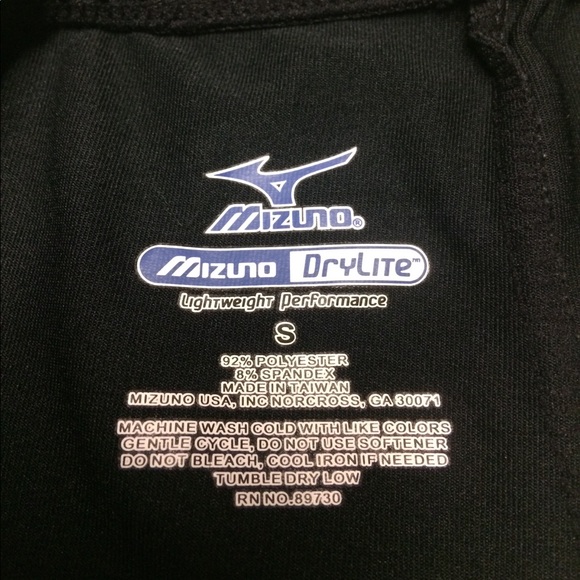 Mizuno®
Mizuno DryLite™
Lightweight Performance
S
92% POLYESTER
8% SPANDEX
MADE IN TAIWAN
MIZUNO USA, INC NORCROSS, GA 30071
MACHINE WASH COLD WITH LIKE COLORS
GENTLE CYCLE, DO NOT USE SOFTENER
DO NOT BLEACH, COOL IRON IF NEEDED
TUMBLE DRY LOW
RN NO.89730